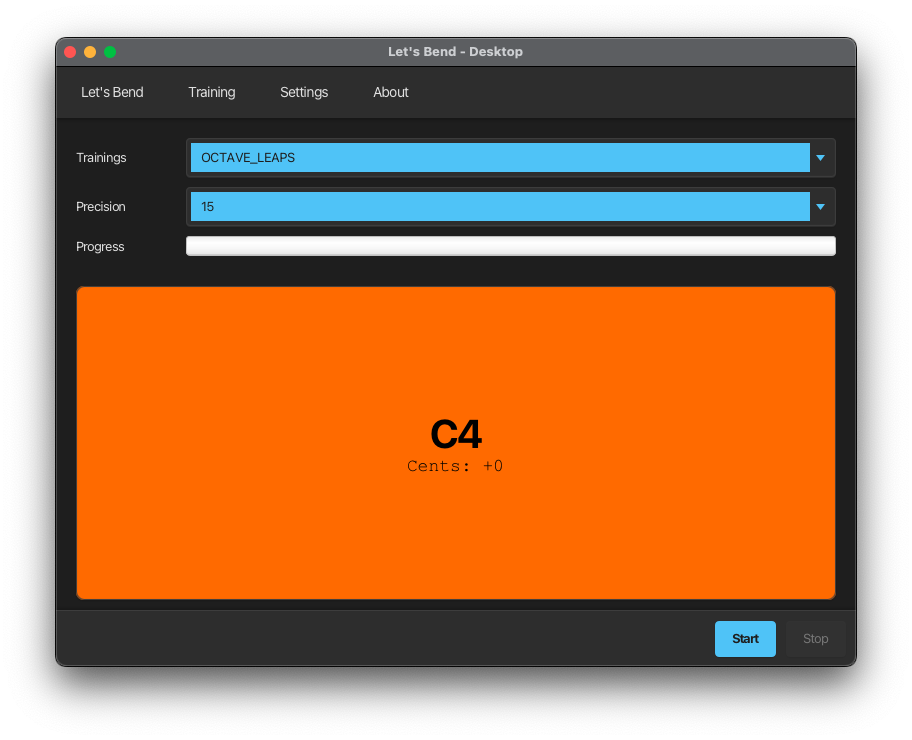 Let's Bend - Desktop
Let's Bend Training Settings About
Trainings OCTAVE_LEAPS
Precision 15
Progress
C4
Cents: +0
Start Stop